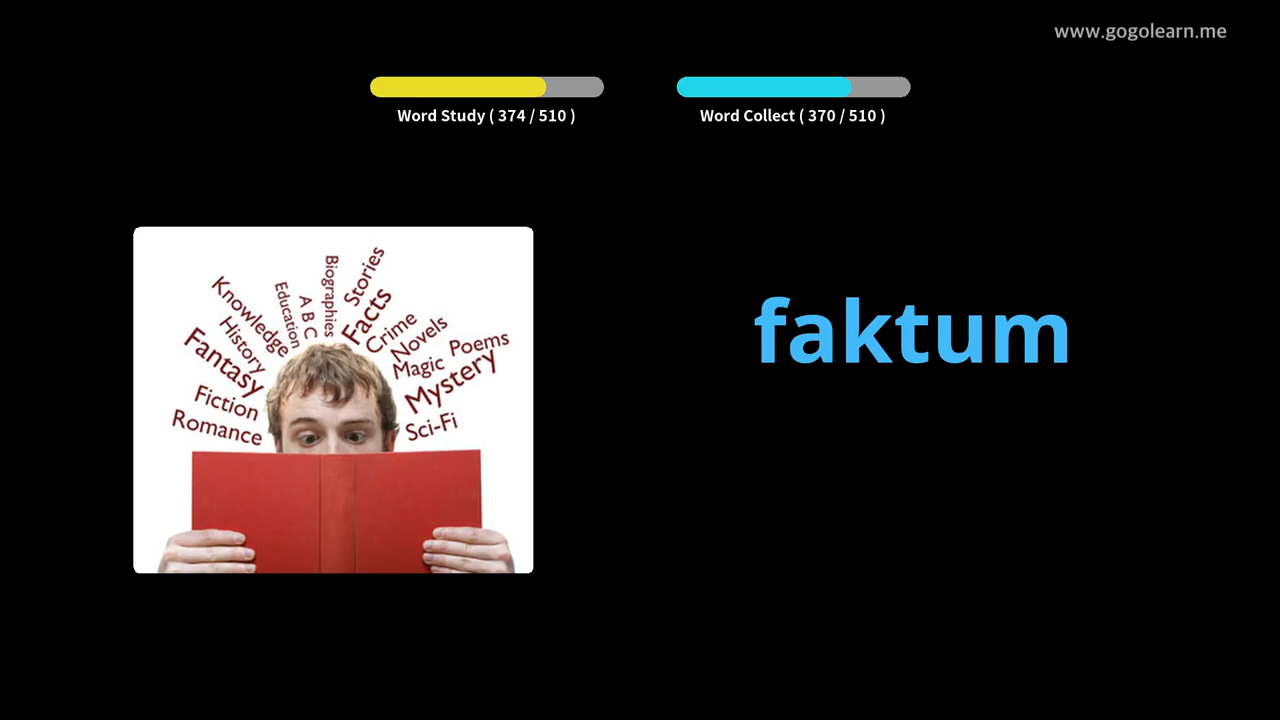 www.gogolearn.me
Word Study ( 374 / 510 )
Word Collect ( 370 / 510 )
Knowledge
History
Fantasy
Fiction
Romance
Education
A B C
Biographies
Stories
Facts
Crime
Novels
Magic
Poems
Mystery
Sci-Fi
faktum